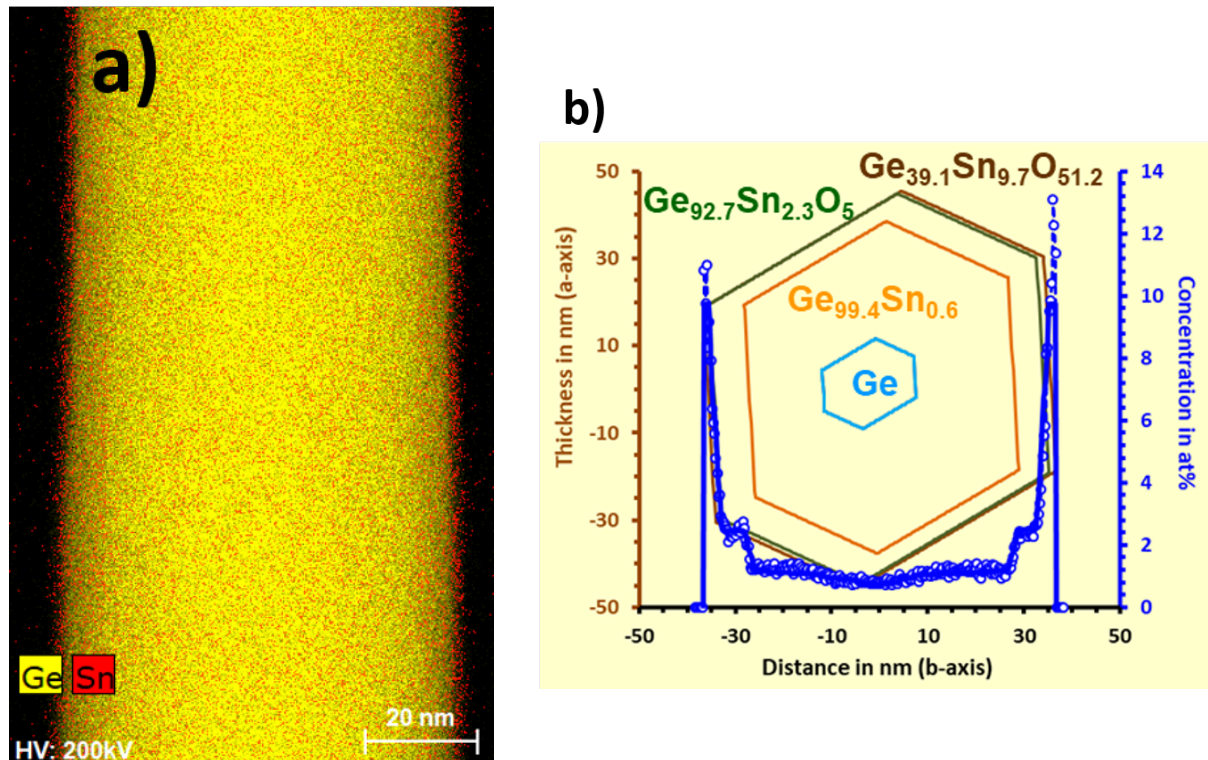 a)
Ge Sn
20 nm
HV: 200kV
b)
Ge39.1Sn9.7O51.2
Ge92.7Sn2.3O5
Ge99.4Sn0.6
Ge
Thickness in nm (a-axis)
50
30
10
-10
-30
-50
14
12
10
8
6
4
2
0
Concentration in at%
-50 -30 -10 10 30 50
Distance in nm (b-axis)